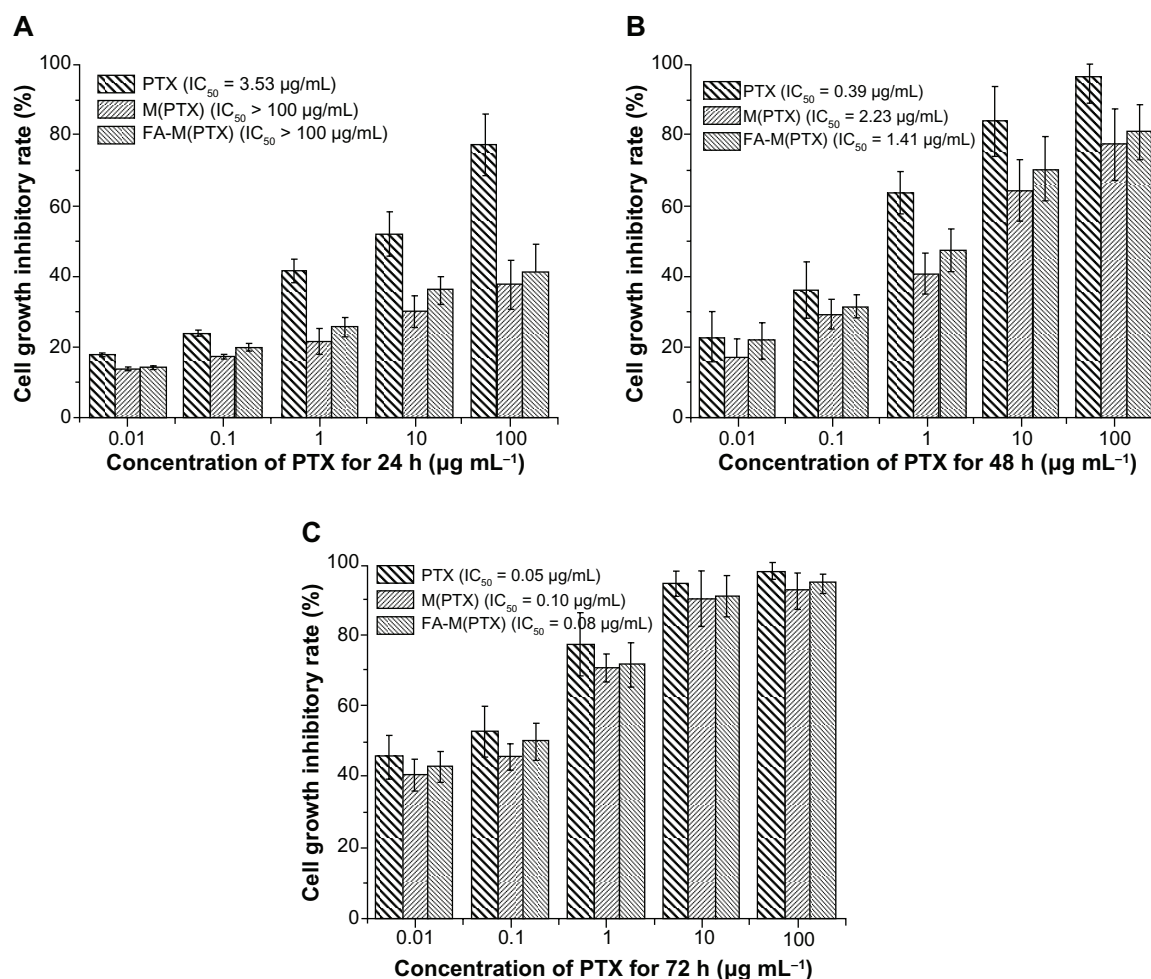 A
Cell growth inhibitory rate (%)
100
80
60
40
20
0
PTX (IC50 = 3.53 µg/mL)
M(PTX) (IC50 > 100 µg/mL)
FA-M(PTX) (IC50 > 100 µg/mL)
0.01 0.1 1 10 100
Concentration of PTX for 24 h (µg mL⁻¹)
B
Cell growth inhibitory rate (%)
100
80
60
40
20
0
PTX (IC50 = 0.39 µg/mL)
M(PTX) (IC50 = 2.23 µg/mL)
FA-M(PTX) (IC50 = 1.41 µg/mL)
0.01 0.1 1 10 100
Concentration of PTX for 48 h (µg mL⁻¹)
C
Cell growth inhibitory rate (%)
100
80
60
40
20
0
PTX (IC50 = 0.05 µg/mL)
M(PTX) (IC50 = 0.10 µg/mL)
FA-M(PTX) (IC50 = 0.08 µg/mL)
0.01 0.1 1 10 100
Concentration of PTX for 72 h (µg mL⁻¹)